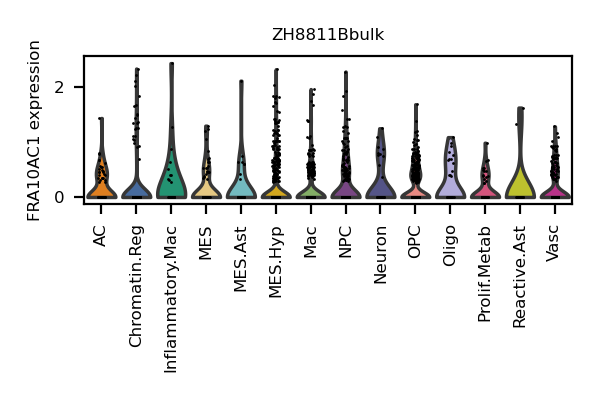 ZH8811Bbulk
FRA10AC1 expression
2
0
AC
Chromatin.Reg
Inflammatory.Mac
MES
MES.Ast
MES.Hyp
Mac
NPC
Neuron
OPC
Oligo
Prolif.Metab
Reactive.Ast
Vasc